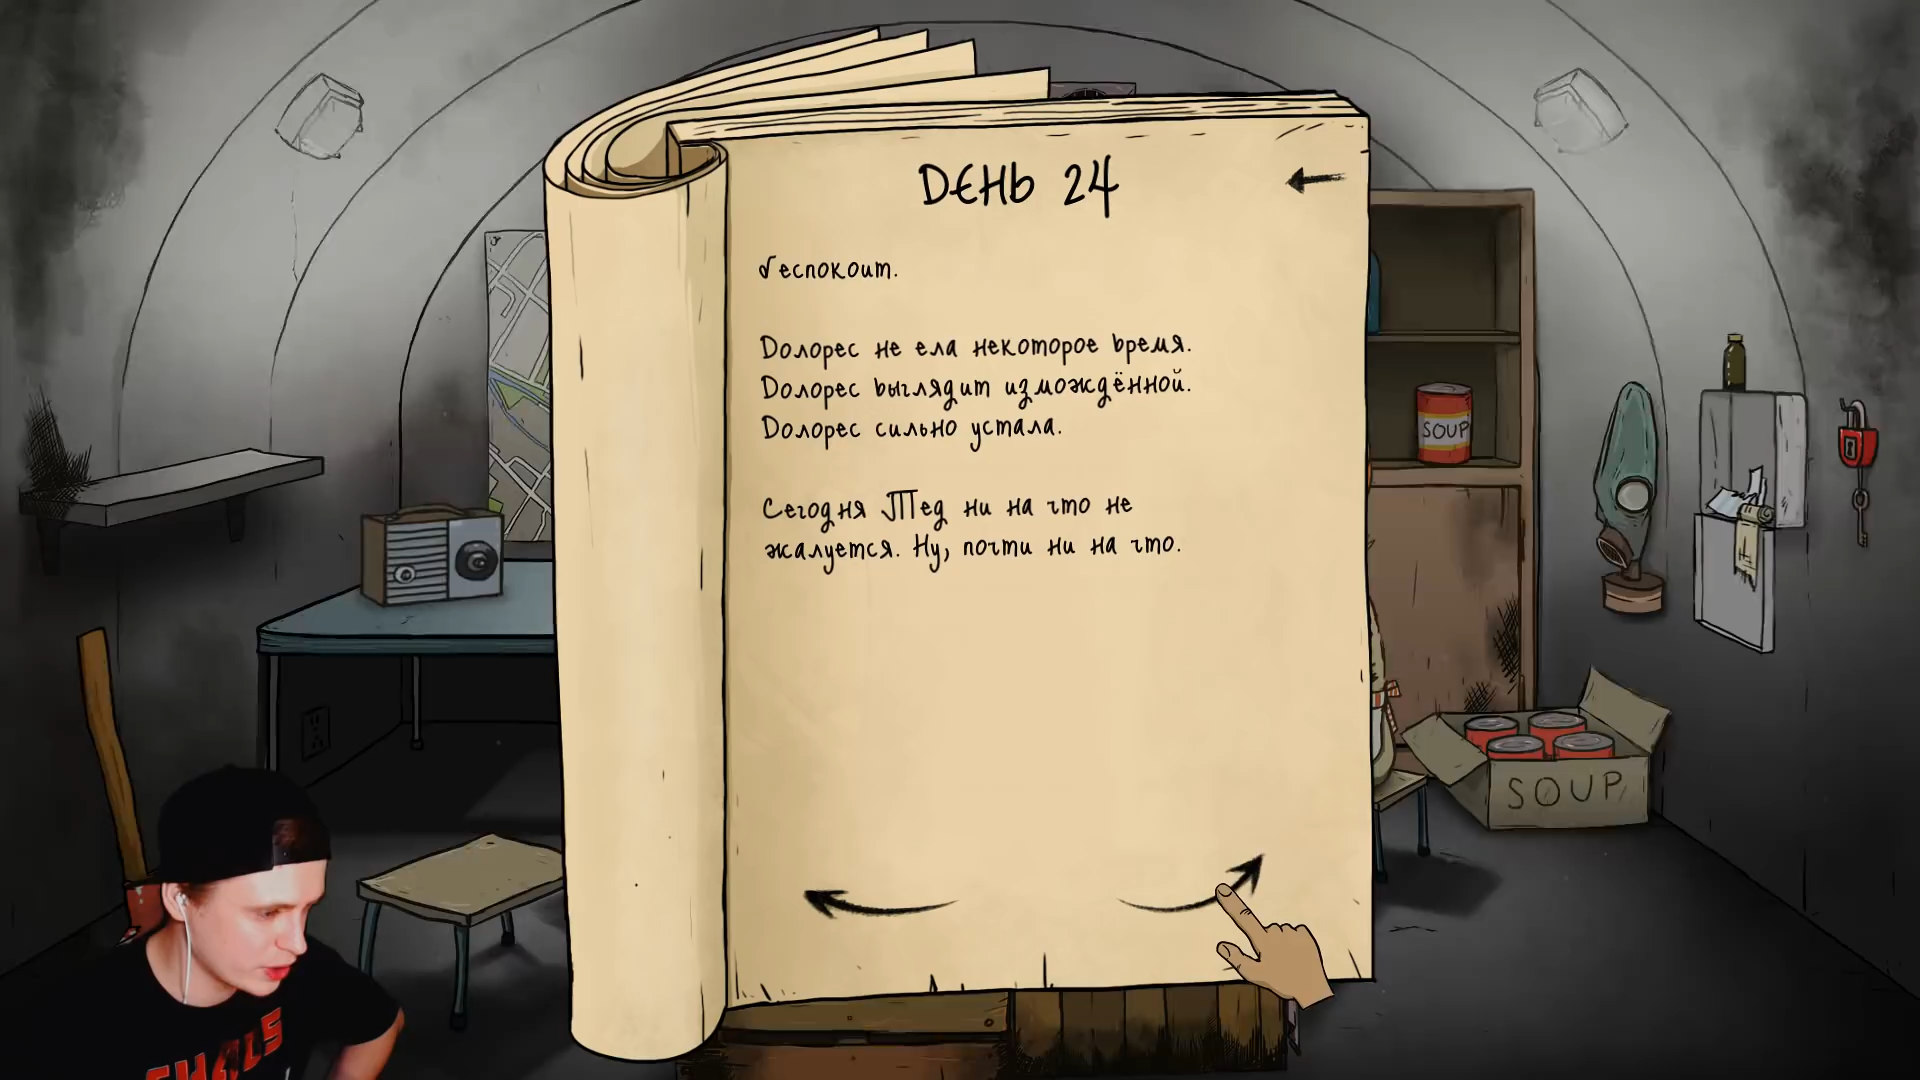 ДЕНЬ 24
беспокоит.
Долорес не ела некоторое время.
Долорес выглядит измождённой.
Долорес сильно устала.
Сегодня Тед ни на что не
жалуется. Ну, почти ни на что.
SOUP
SOUP